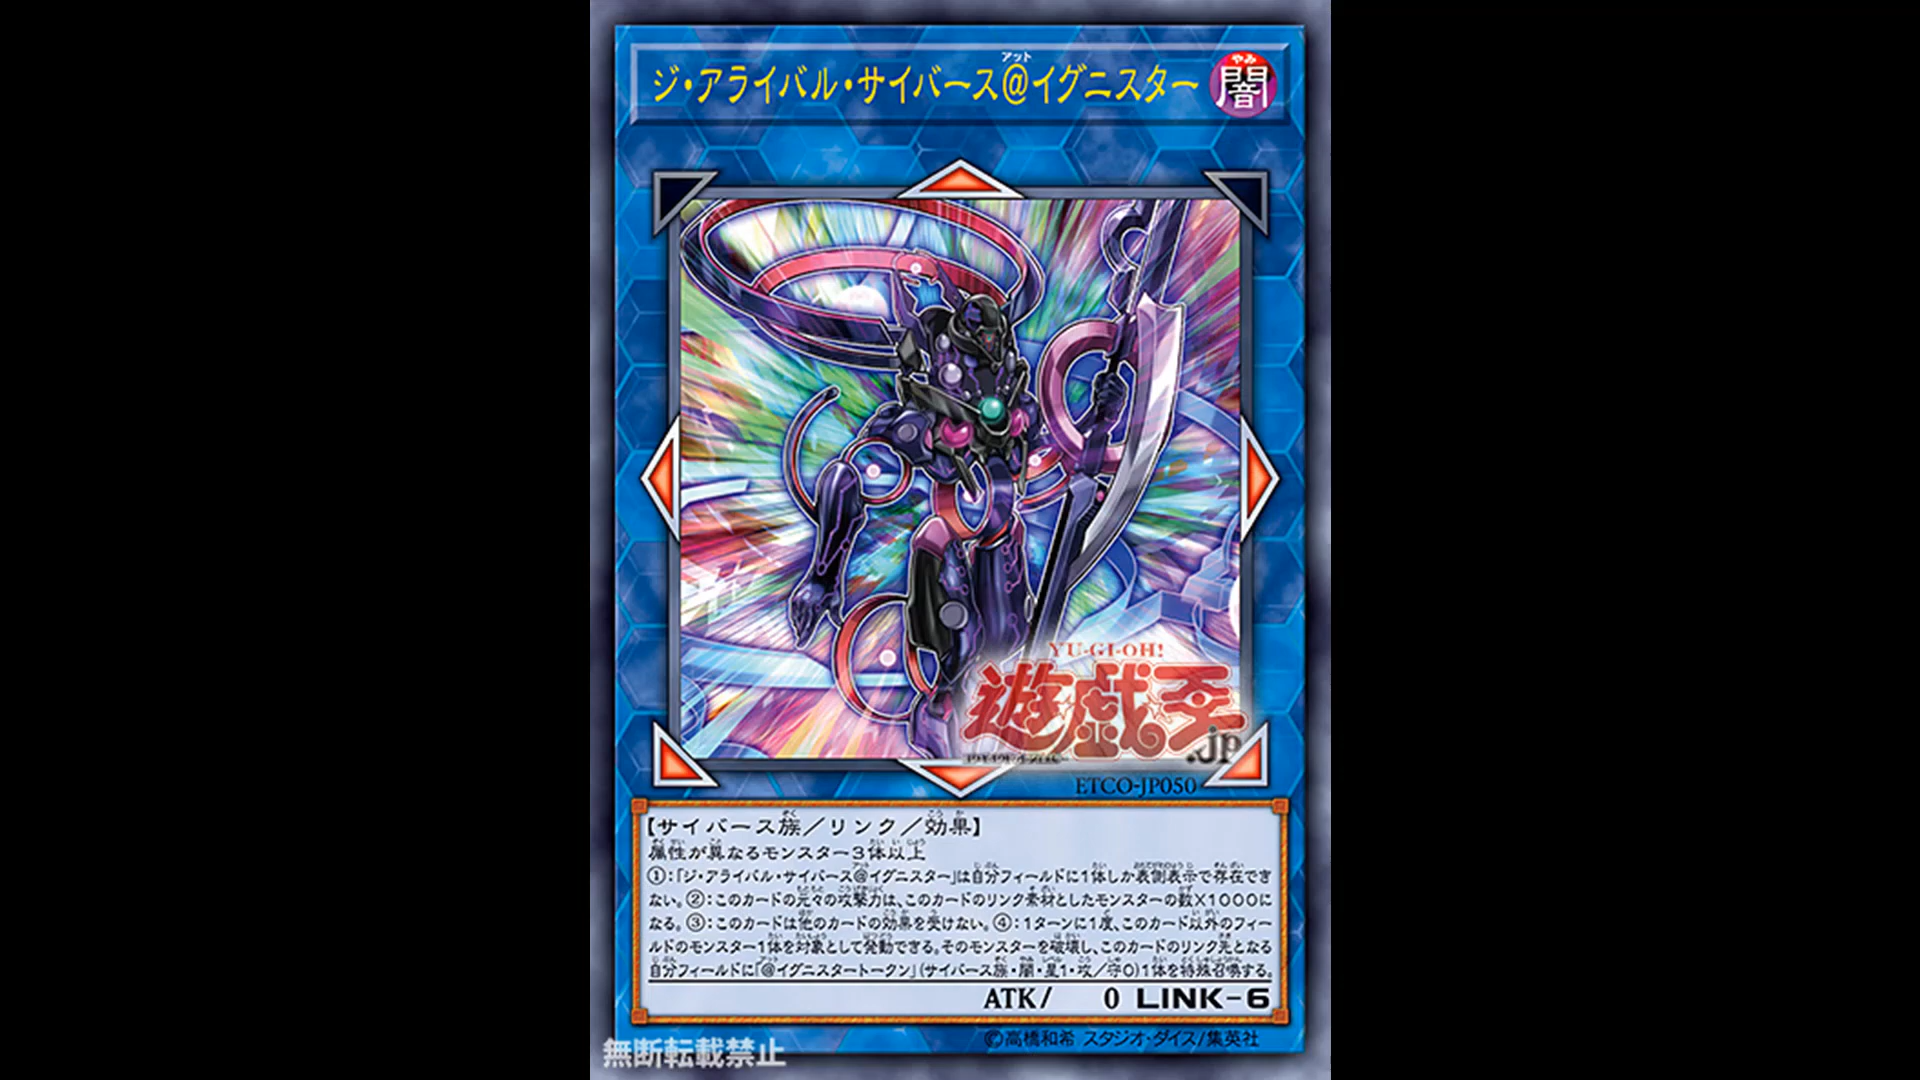 アット
ジ・アライバル・サイバース@イグニスター
やみ
闇
YU-GI-OH!
遊戯王
.jp
ETCO-JP050
【サイバース族/リンク/効果】
属性が異なるモンスター3体以上
①:「ジ・アライバル・サイバース@イグニスター」は自分フィールドに1体しか表側表示で存在でき
ない。②:このカードの元々の攻撃力は、このカードのリンク素材としたモンスターの数×1000に
なる。③:このカードは他のカードの効果を受けない。④:1ターンに1度、このカード以外のフィー
ルドのモンスター1体を対象として発動できる。そのモンスターを破壊し、このカードのリンク先となる
自分フィールドに「@イグニスタートークン」(サイバース族・闇・星1・攻/守0)1体を特殊召喚する。
ATK/ 0 LINK-6
©高橋和希 スタジオ・ダイス/集英社
無断転載禁止